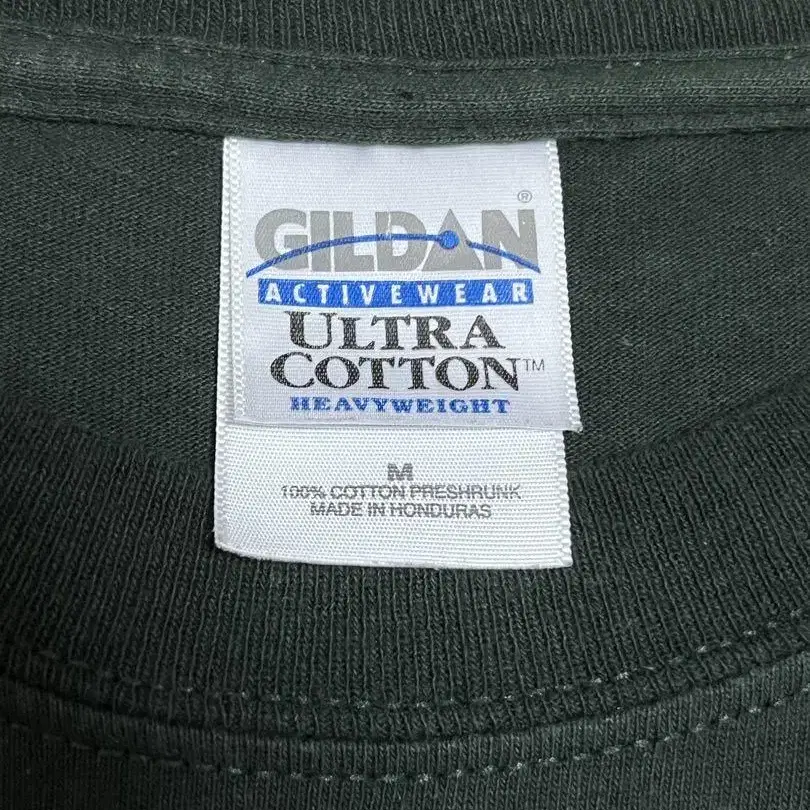 GILDAN®
ACTIVEWEAR
ULTRA
COTTON™
HEAVYWEIGHT
M
100% COTTON PRESHRUNK
MADE IN HONDURAS